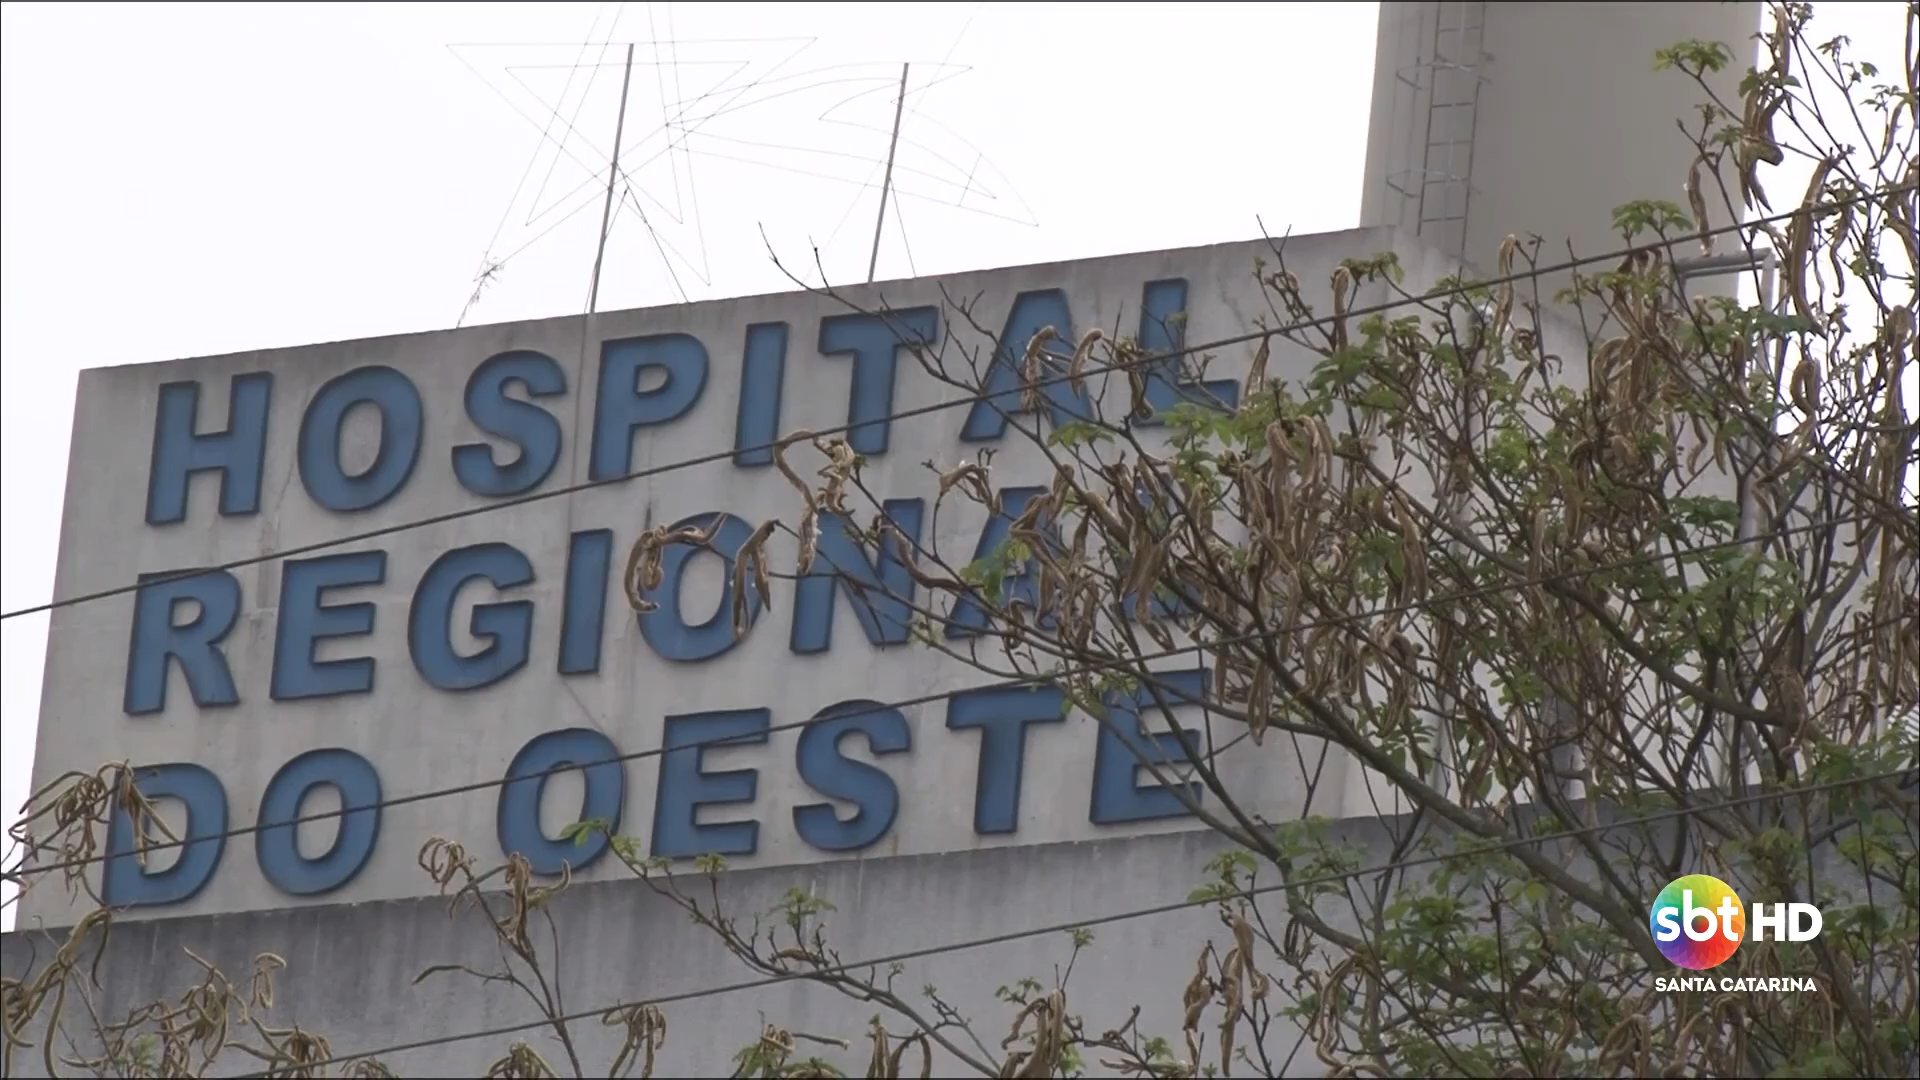 HOSPITAL
REGIONAL
DO OESTE
sbt HD
SANTA CATARINA